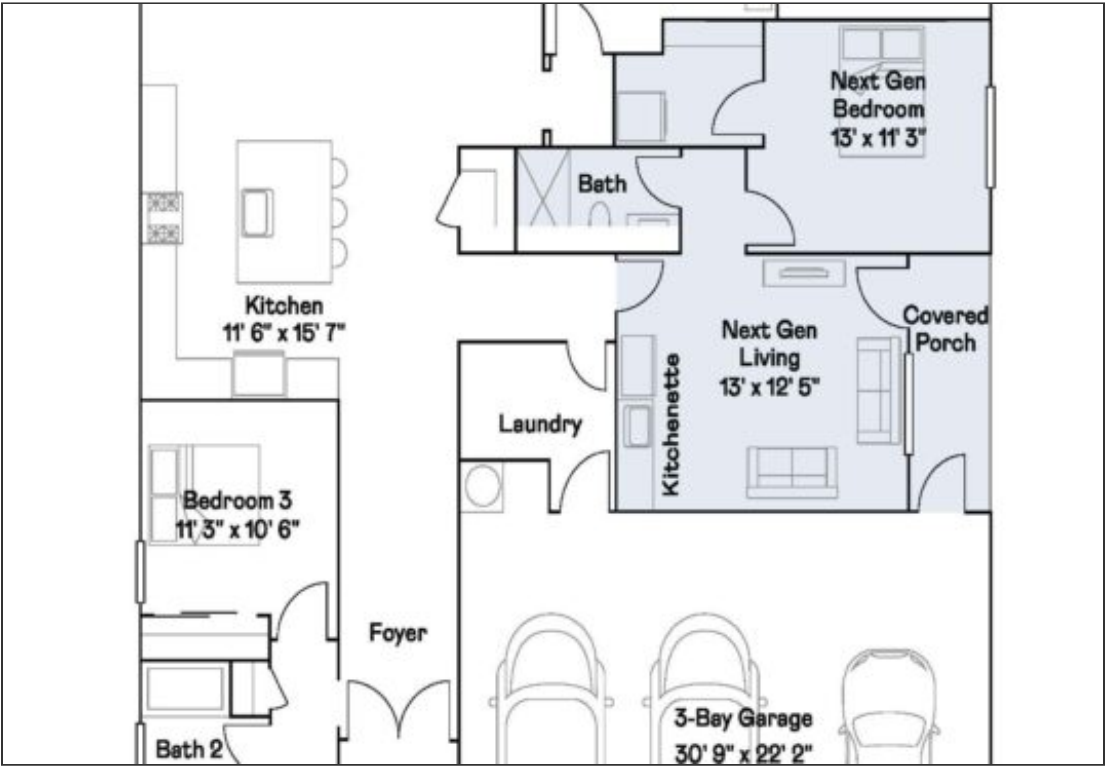 Next Gen
Bedroom
13' x 11' 3"
Bath
Kitchen
11' 6" x 15' 7"
Next Gen
Living
13' x 12' 5"
Covered
Porch
Kitchenette
Laundry
Bedroom 3
11' 3" x 10' 6"
Foyer
3-Bay Garage
30' 9" x 22' 2"
Bath 2